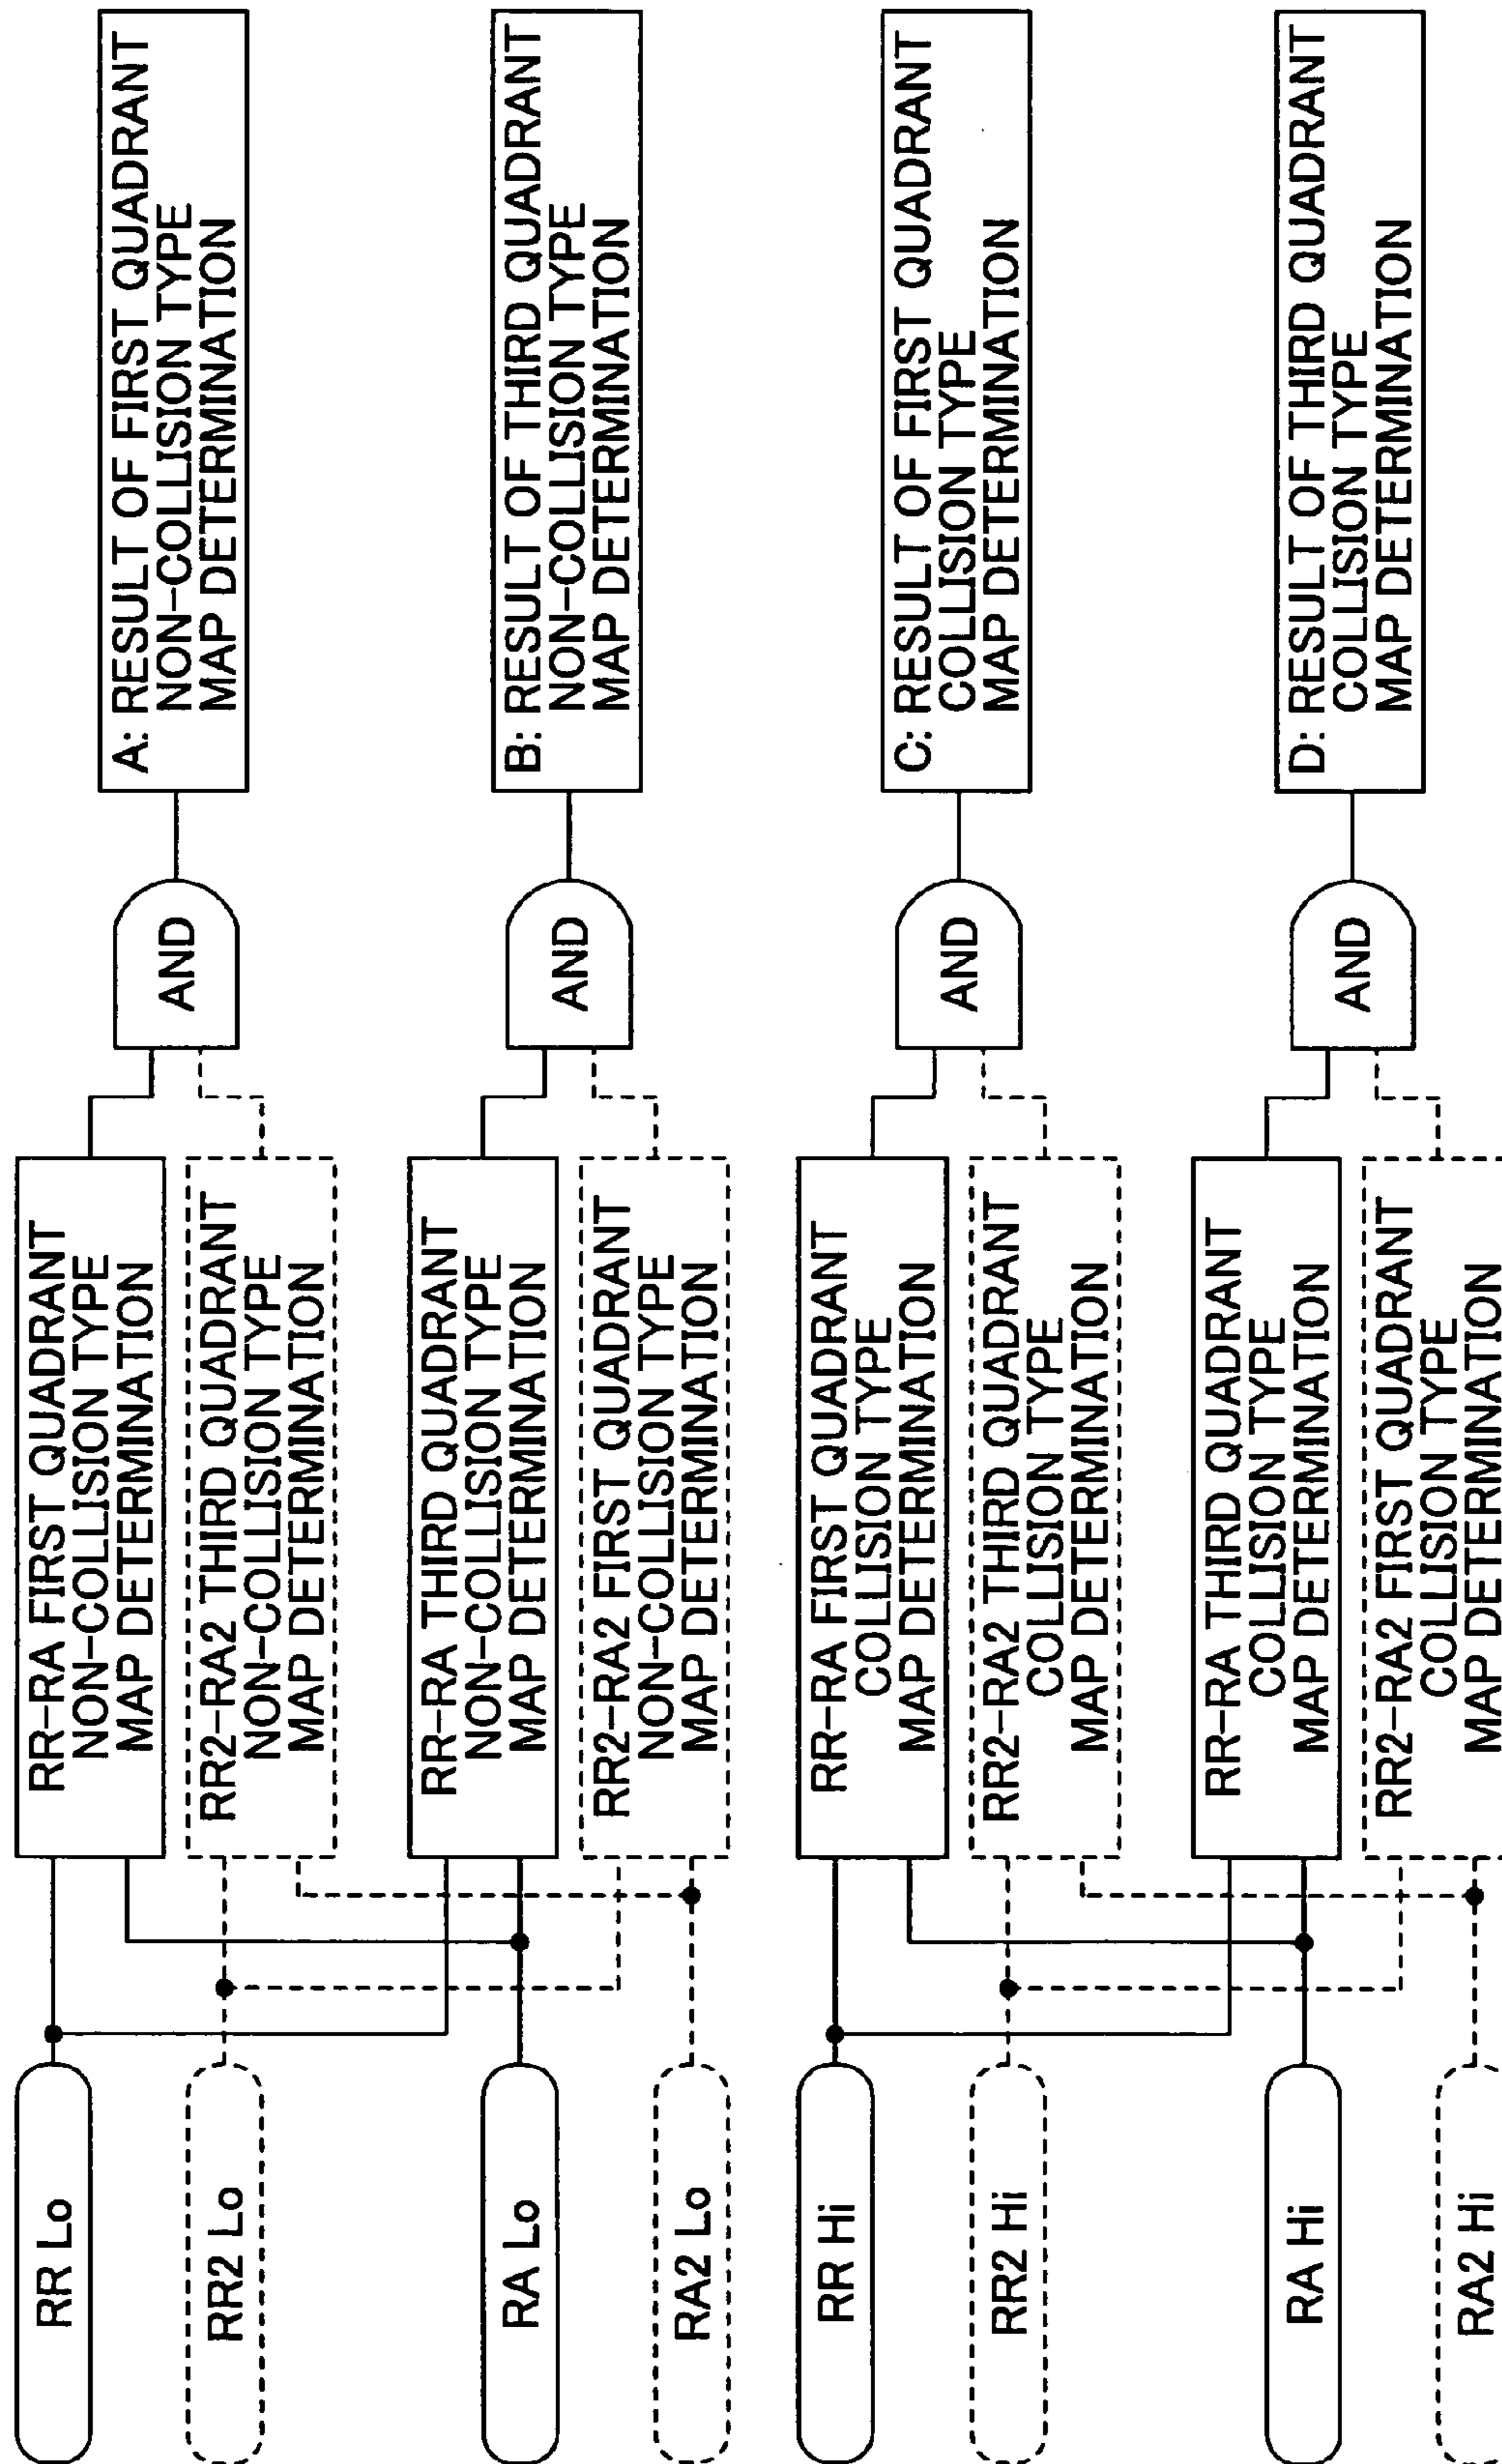 RR Lo
RR2 Lo
RA Lo
RA2 Lo
RR Hi
RR2 Hi
RA Hi
RA2 Hi
RR-RA FIRST QUADRANT
NON-COLLISION TYPE
MAP DETERMINATION
RR2-RA2 THIRD QUADRANT
NON-COLLISION TYPE
MAP DETERMINATION
RR-RA THIRD QUADRANT
NON-COLLISION TYPE
MAP DETERMINATION
RR2-RA2 FIRST QUADRANT
NON-COLLISION TYPE
MAP DETERMINATION
RR-RA FIRST QUADRANT
COLLISION TYPE
MAP DETERMINATION
RR2-RA2 THIRD QUADRANT
COLLISION TYPE
MAP DETERMINATION
RR-RA THIRD QUADRANT
COLLISION TYPE
MAP DETERMINATION
RR2-RA2 FIRST QUADRANT
COLLISION TYPE
MAP DETERMINATION
AND
AND
AND
AND
A: RESULT OF FIRST QUADRANT
NON-COLLISION TYPE
MAP DETERMINATION
B: RESULT OF THIRD QUADRANT
NON-COLLISION TYPE
MAP DETERMINATION
C: RESULT OF FIRST QUADRANT
COLLISION TYPE
MAP DETERMINATION
D: RESULT OF THIRD QUADRANT
COLLISION TYPE
MAP DETERMINATION